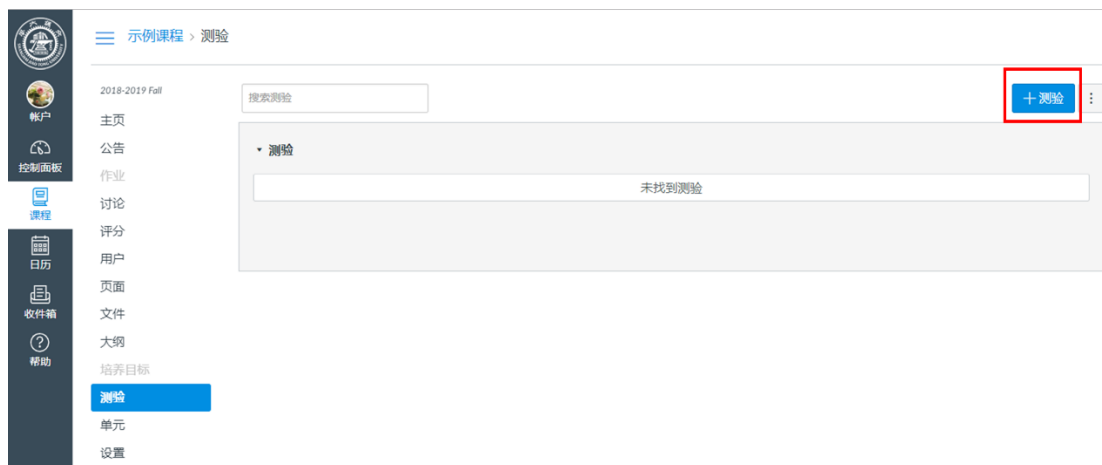 示例课程 › 测验
帐户
控制面板
课程
日历
收件箱
帮助
2018-2019 Fall
主页
公告
作业
讨论
评分
用户
页面
文件
大纲
培养目标
测验
单元
设置
搜索测验
＋测验
测验
未找到测验